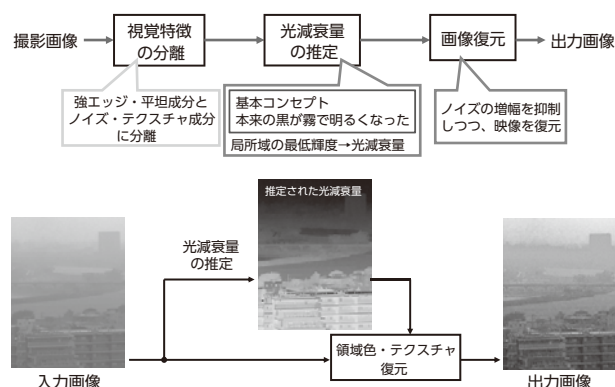 撮影画像
視覚特徴
の分離
光減衰量
の推定
画像復元
出力画像
強エッジ・平坦成分と
ノイズ・テクスチャ成分
に分離
基本コンセプト
本来の黒が霧で明るくなった
局所域の最低輝度→光減衰量
ノイズの増幅を抑制
しつつ、映像を復元
推定された光減衰量
光減衰量
の推定
領域色・テクスチャ
復元
入力画像
出力画像